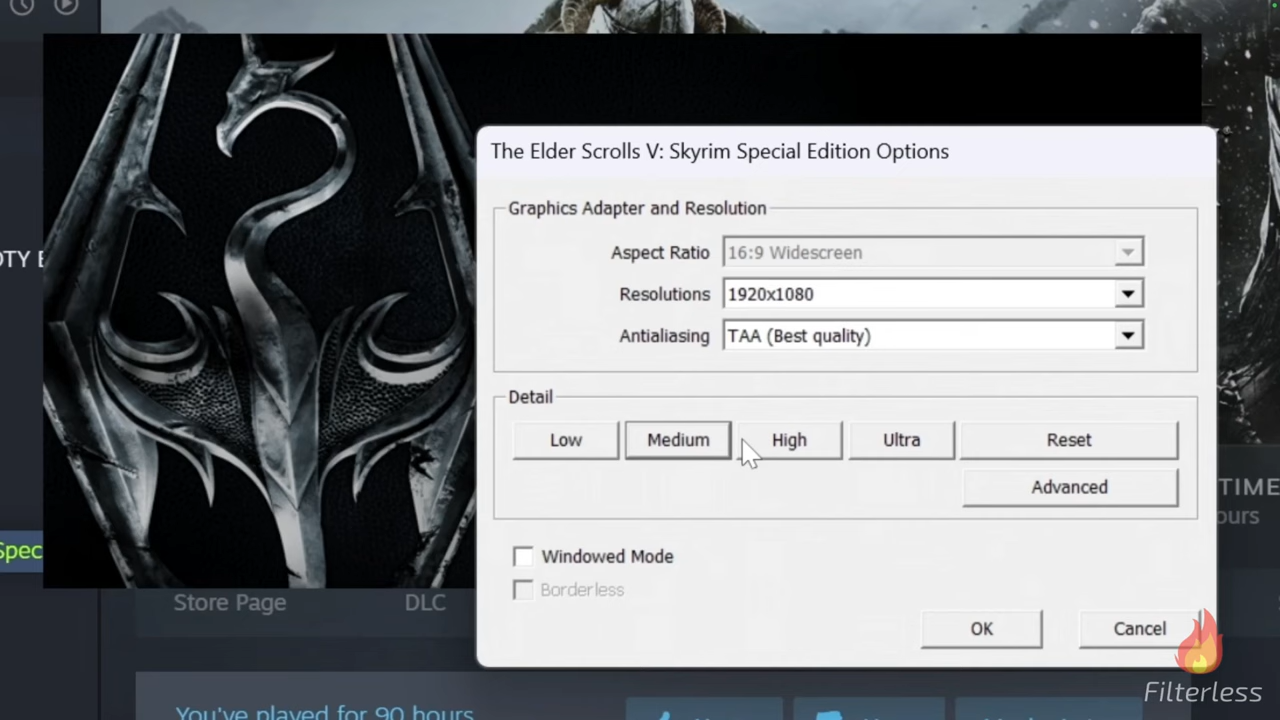 The Elder Scrolls V: Skyrim Special Edition Options
Graphics Adapter and Resolution
Aspect Ratio 16:9 Widescreen
Resolutions 1920x1080
Antialiasing TAA (Best quality)
Detail
Low Medium High Ultra Reset
Advanced
Windowed Mode
Borderless
OK Cancel
Spec
Store Page DLC
You've played for 90 hours
TIME
ours
Filterless